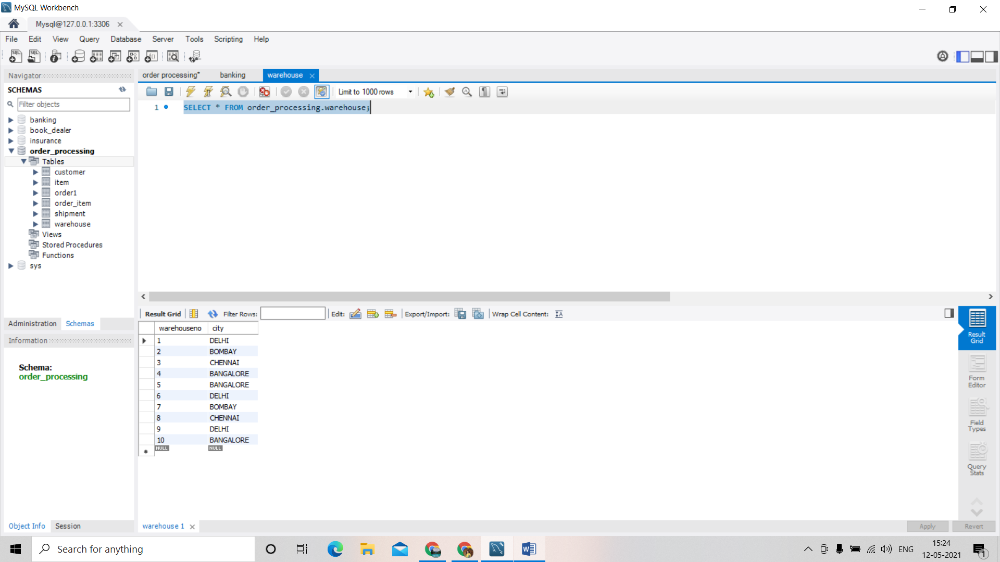 MySQL Workbench
Mysql@127.0.0.1:3306
File Edit View Query Database Server Tools Scripting Help
Navigator
SCHEMAS
Filter objects
banking
book_dealer
insurance
order_processing
Tables
customer
item
order1
order_item
shipment
warehouse
Views
Stored Procedures
Functions
sys
Administration Schemas
Information
Schema:
order_processing
Object Info Session
order processing* banking warehouse
Limit to 1000 rows
1 SELECT * FROM order_processing.warehouse;
Result Grid Filter Rows: Edit: Export/Import: Wrap Cell Content:
warehouseno city
1 DELHI
2 BOMBAY
3 CHENNAI
4 BANGALORE
5 BANGALORE
6 DELHI
7 BOMBAY
8 CHENNAI
9 DELHI
10 BANGALORE
NULL NULL
Result
Grid
Form
Editor
Field
Types
Query
Stats
warehouse 1
Apply Revert
Search for anything
ENG
15:24
12-05-2021
1